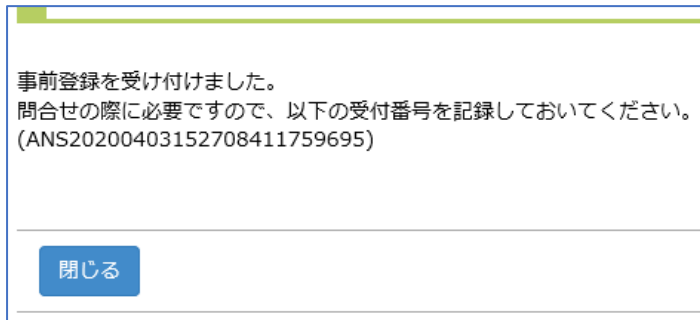 事前登録を受け付けました。
問合せの際に必要ですので、以下の受付番号を記録しておいてください。
(ANS20200403152708411759695)
閉じる